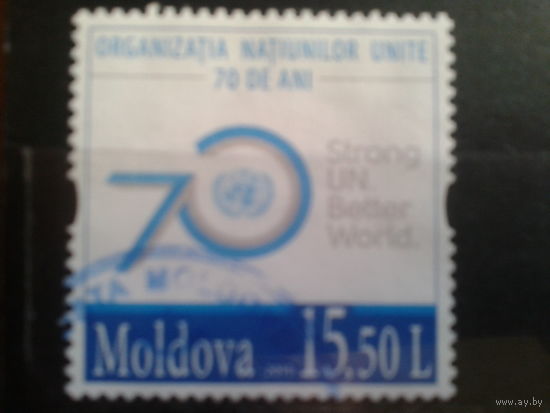 ORGANIZAȚIA NAȚIUNILOR UNITE
70 DE ANI
70
Strong
UN.
Better
World.
Moldova 15,50 L
www.ay.by